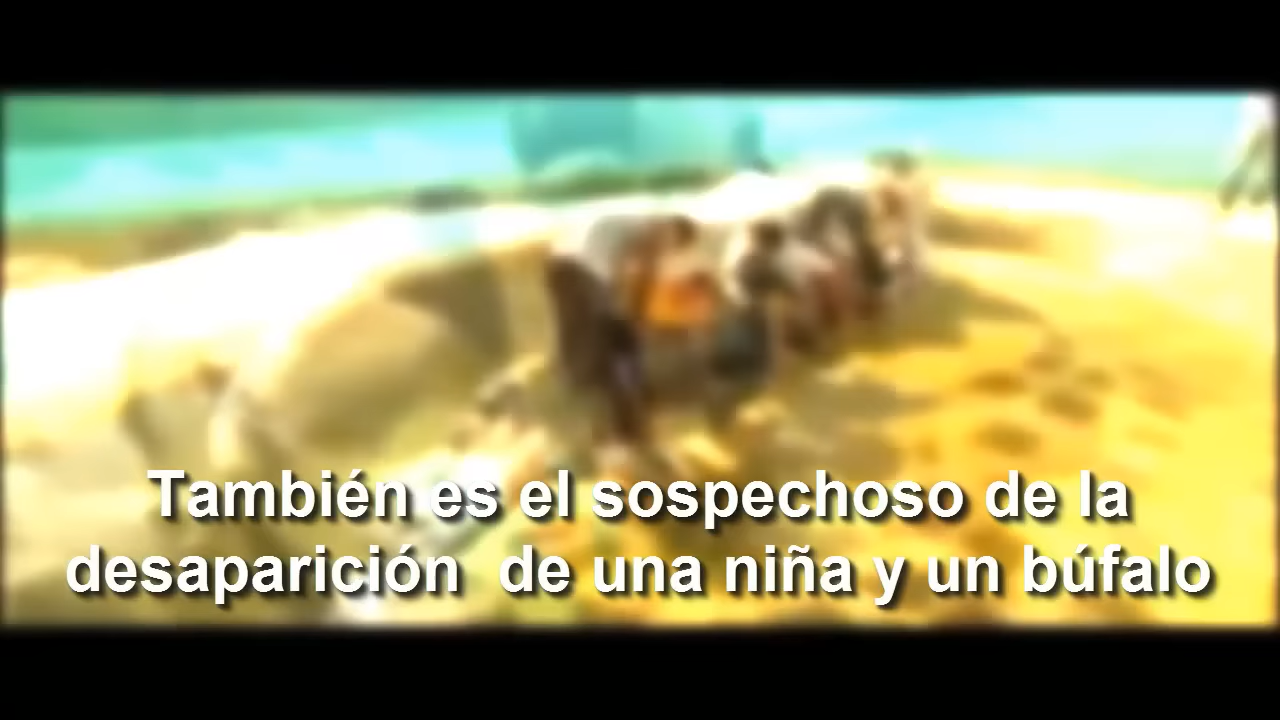 También es el sospechoso de la
desaparición  de una niña y un búfalo